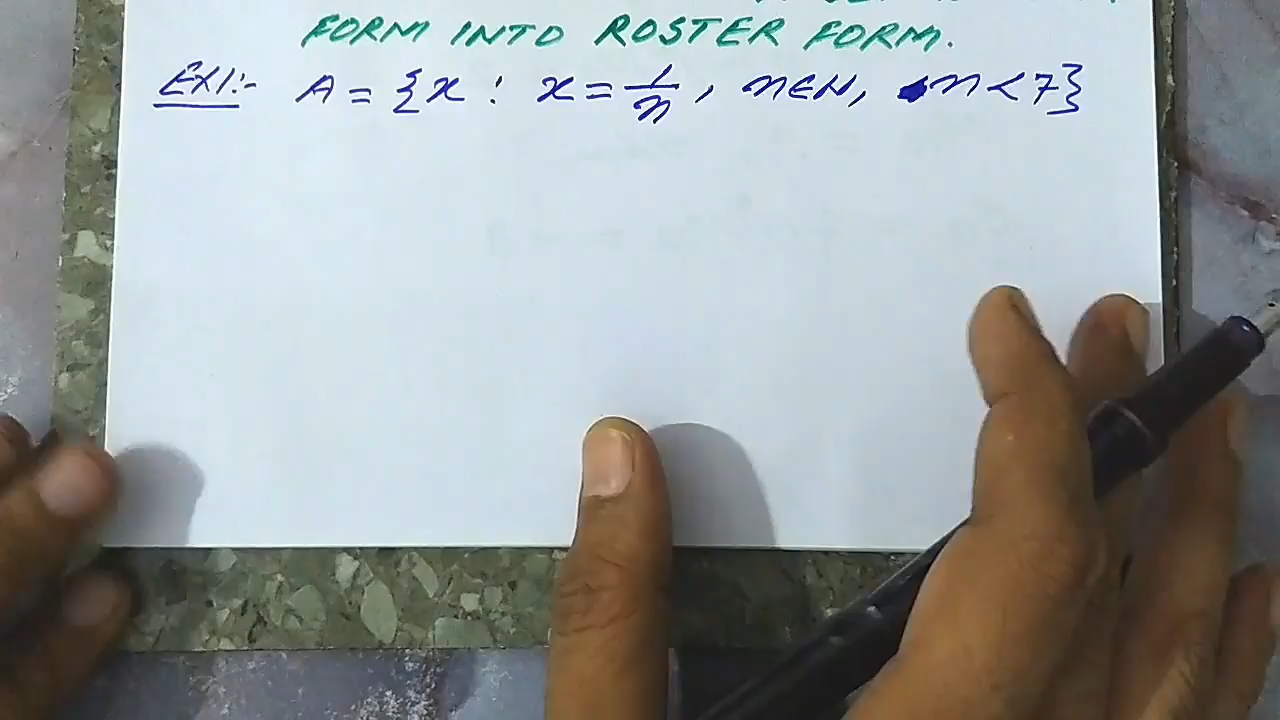 FORM INTO ROSTER FORM.
EX1:- A = {x : x = 1/n, n∈N, n < 7}